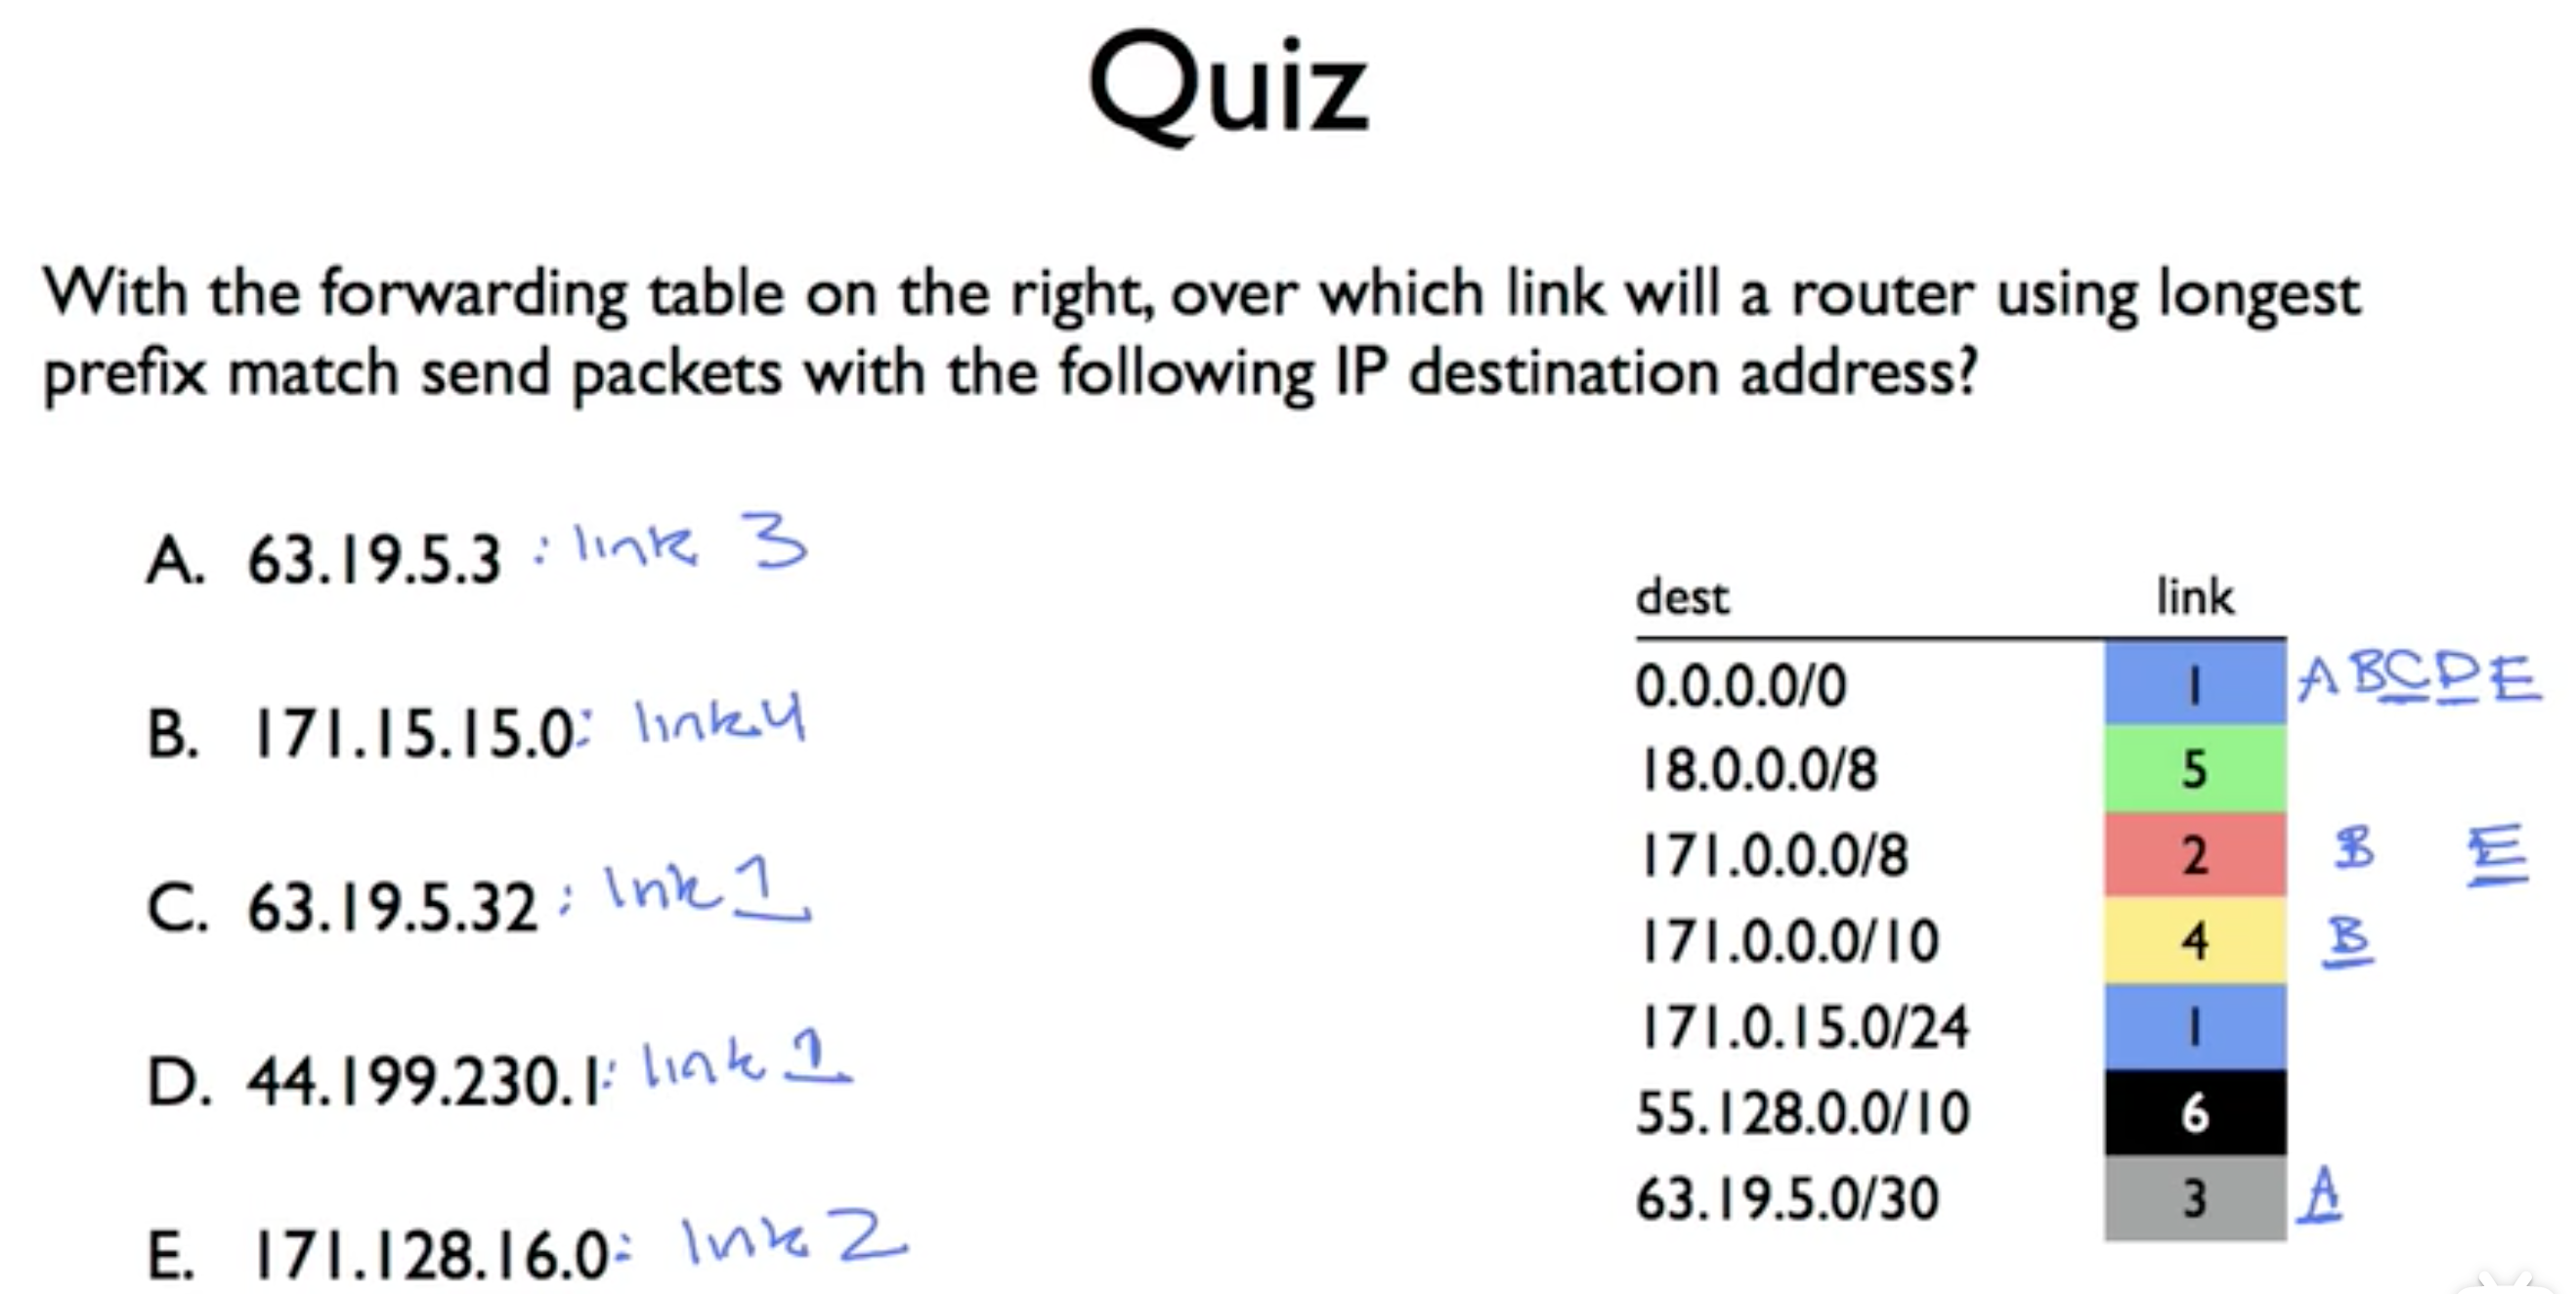 Quiz
With the forwarding table on the right, over which link will a router using longest
prefix match send packets with the following IP destination address?
A. 63.19.5.3 : link 3
B. 171.15.15.0: link 4
C. 63.19.5.32 : link 1
D. 44.199.230.1: link 1
E. 171.128.16.0: link 2
dest link
0.0.0.0/0 1 A B C D E
18.0.0.0/8 5
171.0.0.0/8 2 B E
171.0.0.0/10 4 B
171.0.15.0/24 1
55.128.0.0/10 6
63.19.5.0/30 3 A